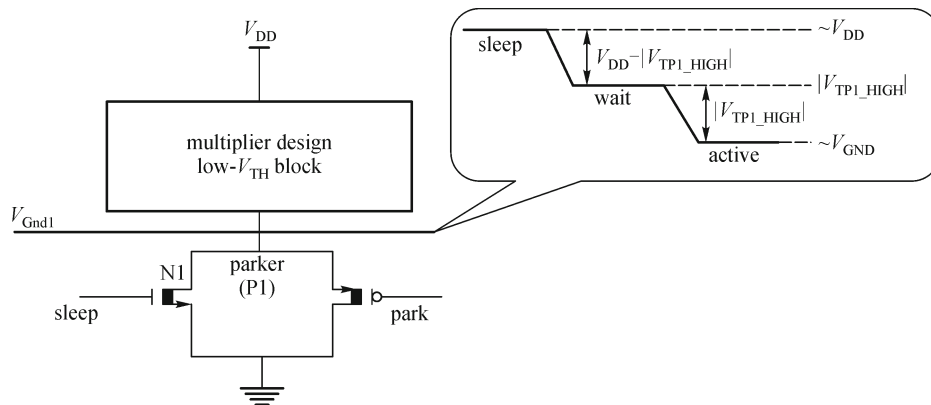 V_DD
multiplier design
low-V_TH block
V_Gnd1
N1
parker
(P1)
sleep
park
sleep
~V_DD
V_DD−|V_TP1_HIGH|
wait
|V_TP1_HIGH|
|V_TP1_HIGH|
active
~V_GND